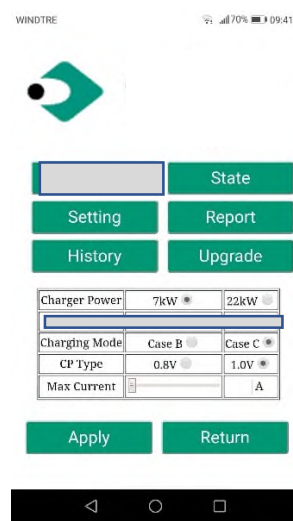 WINDTRE 70% 09:41
State
Setting Report
History Upgrade
Charger Power 7kW 22kW
Charging Mode Case B Case C
CP Type 0.8V 1.0V
Max Current A
Apply Return